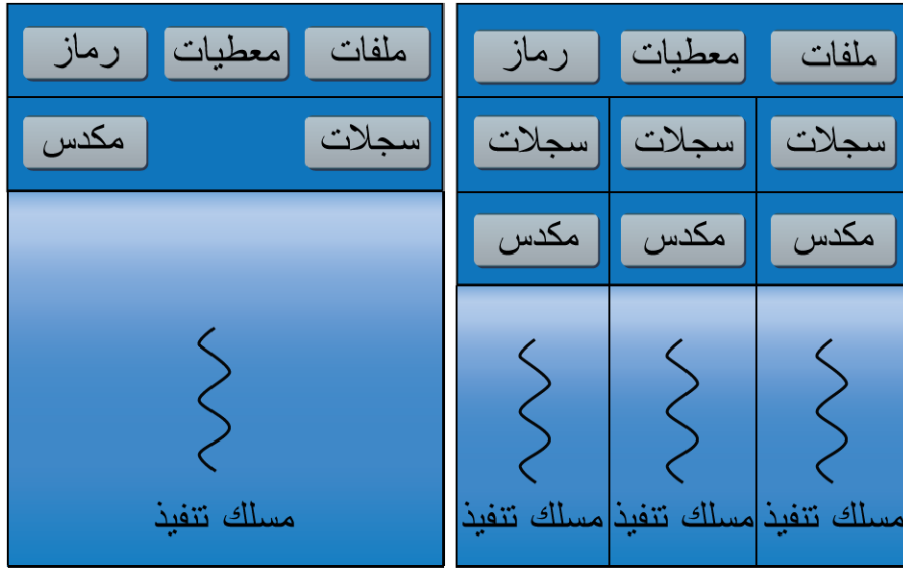 ملفات معطيات رماز
سجلات مكدس
مسلك تنفيذ
ملفات معطيات رماز
سجلات سجلات سجلات
مكدس مكدس مكدس
مسلك تنفيذ مسلك تنفيذ مسلك تنفيذ